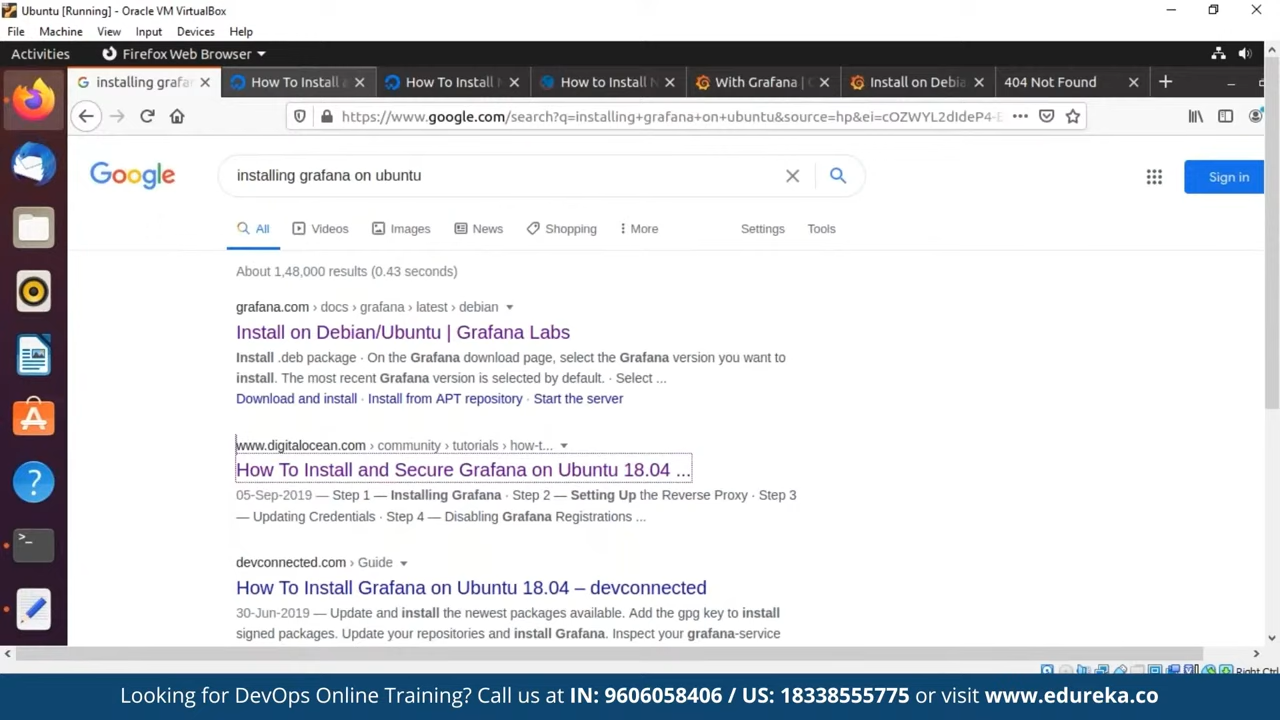 Ubuntu [Running] - Oracle VM VirtualBox
File Machine View Input Devices Help
Activities Firefox Web Browser
installing grafan
How To Install a
How To Install
How to Install N
With Grafana |
Install on Debia
404 Not Found
https://www.google.com/search?q=installing+grafana+on+ubuntu&source=hp&ei=cOZWYL2dIdeP4-E
Google
installing grafana on ubuntu
Sign in
All Videos Images News Shopping More Settings Tools
About 1,48,000 results (0.43 seconds)
grafana.com › docs › grafana › latest › debian
Install on Debian/Ubuntu | Grafana Labs
Install .deb package · On the Grafana download page, select the Grafana version you want to
install. The most recent Grafana version is selected by default. · Select ...
Download and install · Install from APT repository · Start the server
www.digitalocean.com › community › tutorials › how-t...
How To Install and Secure Grafana on Ubuntu 18.04 ...
05-Sep-2019 — Step 1 — Installing Grafana · Step 2 — Setting Up the Reverse Proxy · Step 3
— Updating Credentials · Step 4 — Disabling Grafana Registrations ...
devconnected.com › Guide
How To Install Grafana on Ubuntu 18.04 – devconnected
30-Jun-2019 — Update and install the newest packages available. Add the gpg key to install
signed packages. Update your repositories and install Grafana. Inspect your grafana-service
Right Ctrl
Looking for DevOps Online Training? Call us at IN: 9606058406 / US: 18338555775 or visit www.edureka.co